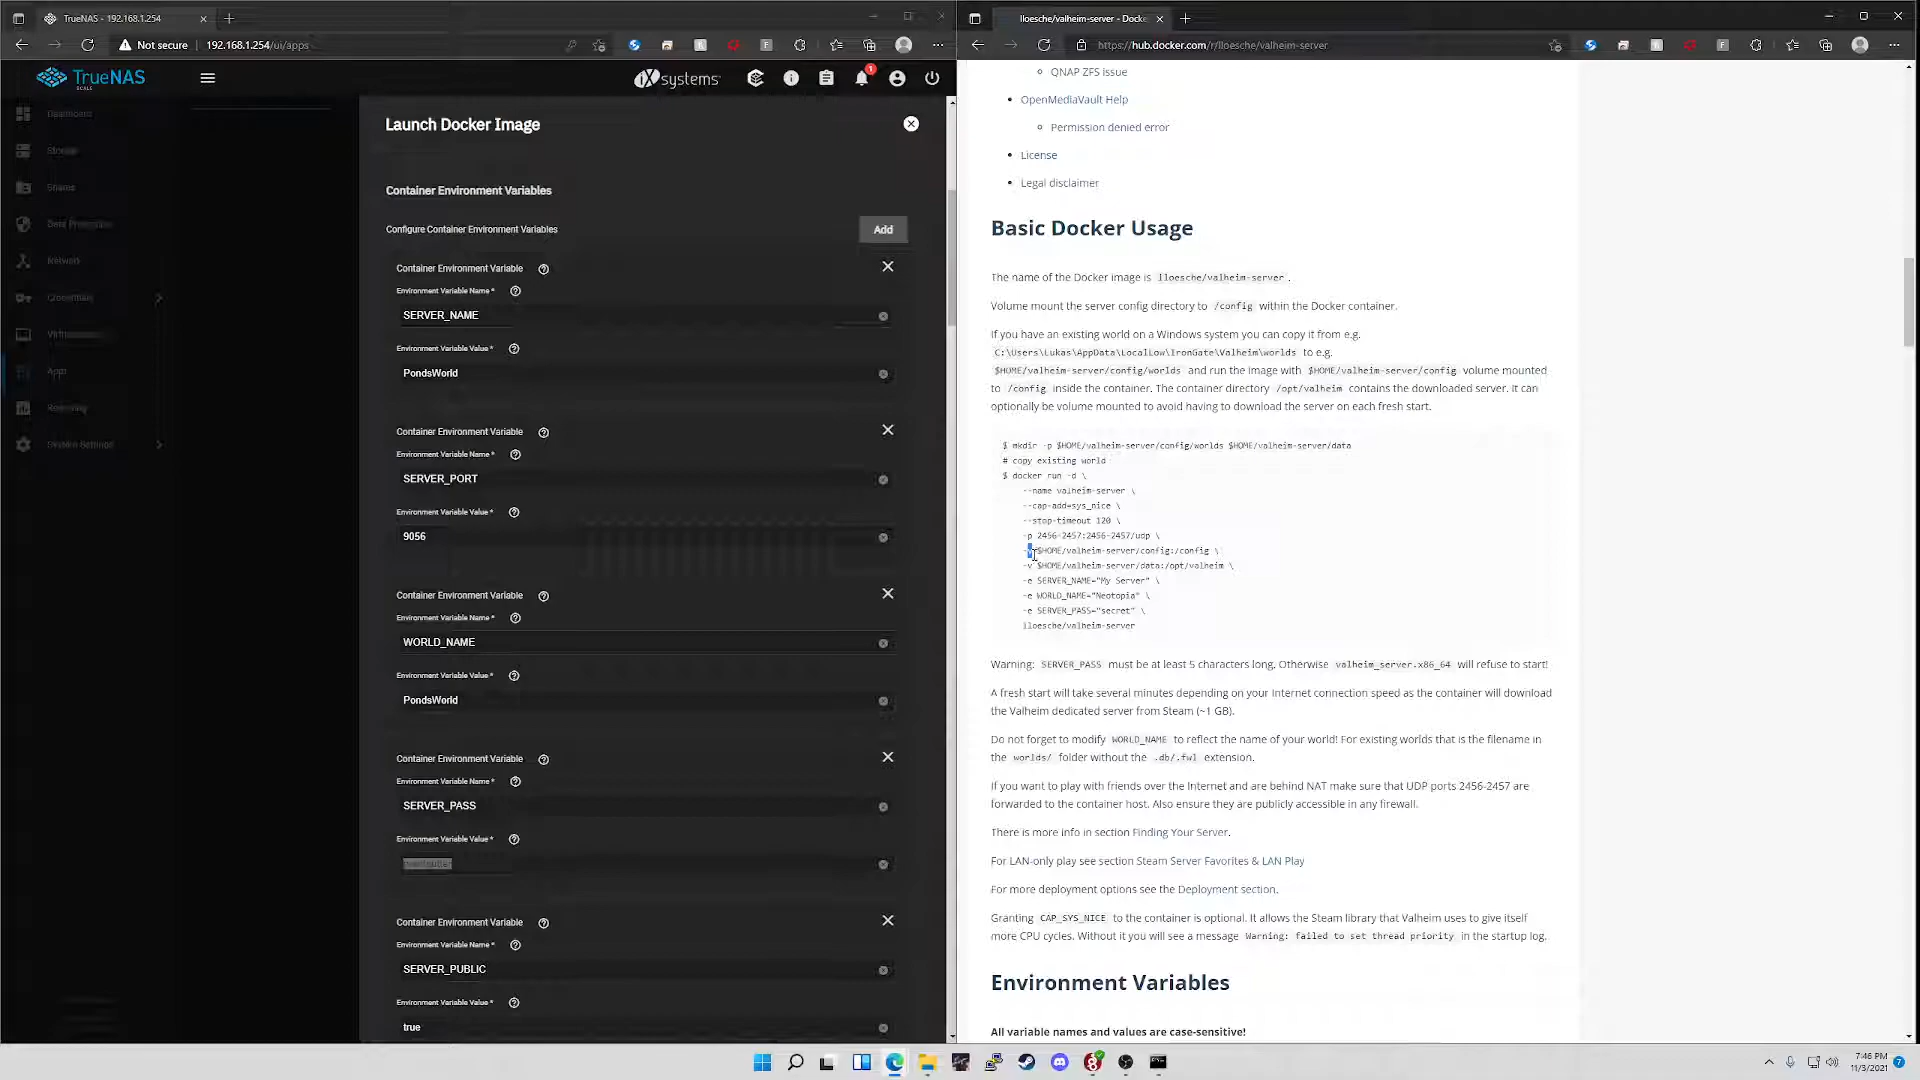 TrueNAS - 192.168.1.254
Not secure
192.168.1.254/ui/apps
TrueNAS
SCALE
iXsystems
1
Dashboard
Storage
Shares
Data Protection
Network
Credentials
Virtualization
Apps
Reporting
System Settings
Launch Docker Image
Container Environment Variables
Configure Container Environment Variables
Add
Container Environment Variable
Environment Variable Name *
SERVER_NAME
Environment Variable Value *
PondsWorld
Container Environment Variable
Environment Variable Name *
SERVER_PORT
Environment Variable Value *
9056
Container Environment Variable
Environment Variable Name *
WORLD_NAME
Environment Variable Value *
PondsWorld
Container Environment Variable
Environment Variable Name *
SERVER_PASS
Environment Variable Value *
Container Environment Variable
Environment Variable Name *
SERVER_PUBLIC
Environment Variable Value *
true
lloesche/valheim-server - Docke
https://hub.docker.com/r/lloesche/valheim-server
QNAP ZFS issue
OpenMediaVault Help
Permission denied error
License
Legal disclaimer
Basic Docker Usage
The name of the Docker image is lloesche/valheim-server .
Volume mount the server config directory to /config within the Docker container.
If you have an existing world on a Windows system you can copy it from e.g.
C:\Users\Lukas\AppData\LocalLow\IronGate\Valheim\worlds to e.g.
$HOME/valheim-server/config/worlds and run the image with $HOME/valheim-server/config volume mounted
to /config inside the container. The container directory /opt/valheim contains the downloaded server. It can
optionally be volume mounted to avoid having to download the server on each fresh start.
$ mkdir -p $HOME/valheim-server/config/worlds $HOME/valheim-server/data
# copy existing world
$ docker run -d \
--name valheim-server \
--cap-add=sys_nice \
--stop-timeout 120 \
-p 2456-2457:2456-2457/udp \
-v $HOME/valheim-server/config:/config \
-v $HOME/valheim-server/data:/opt/valheim \
-e SERVER_NAME="My Server" \
-e WORLD_NAME="Neotopia" \
-e SERVER_PASS="secret" \
lloesche/valheim-server
Warning: SERVER_PASS must be at least 5 characters long. Otherwise valheim_server.x86_64 will refuse to start!
A fresh start will take several minutes depending on your Internet connection speed as the container will download
the Valheim dedicated server from Steam (~1 GB).
Do not forget to modify WORLD_NAME to reflect the name of your world! For existing worlds that is the filename in
the worlds/ folder without the .db/.fwl extension.
If you want to play with friends over the Internet and are behind NAT make sure that UDP ports 2456-2457 are
forwarded to the container host. Also ensure they are publicly accessible in any firewall.
There is more info in section Finding Your Server.
For LAN-only play see section Steam Server Favorites & LAN Play
For more deployment options see the Deployment section.
Granting CAP_SYS_NICE to the container is optional. It allows the Steam library that Valheim uses to give itself
more CPU cycles. Without it you will see a message Warning: failed to set thread priority in the startup log.
Environment Variables
All variable names and values are case-sensitive!
7:46 PM
11/3/2021
7